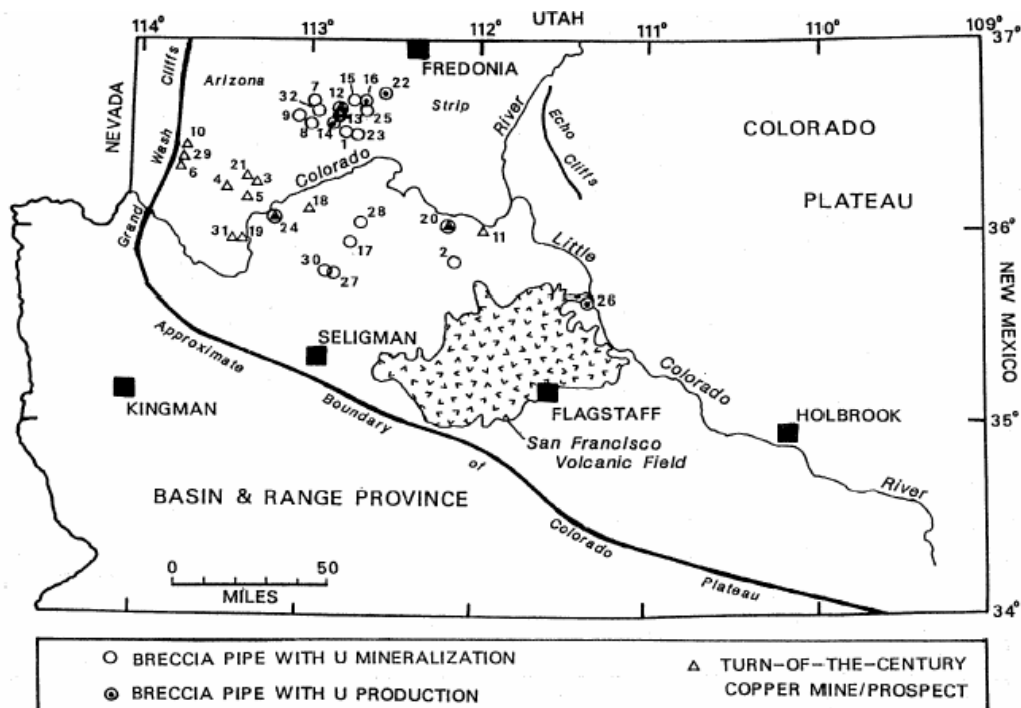 114° 113° 112° UTAH 111° 110° 109°
37°
Cliffs
Arizona
FREDONIA
Strip
NEVADA
7 15 16 22
32 12
9 13 25
8 14 1 23
River
Echo
Cliffs
COLORADO
PLATEAU
10
Wash
29
6
21
4 3
5
Colorado
18
28
20
11
36°
Grand
31 19 24
17
2
Little
30
27
26
NEW MEXICO
Approximate
SELIGMAN
KINGMAN
Boundary
FLAGSTAFF
Colorado
HOLBROOK
35°
San Francisco
Volcanic Field
of
BASIN & RANGE PROVINCE
River
Colorado
Plateau
0 50
MILES
34°
BRECCIA PIPE WITH U MINERALIZATION
BRECCIA PIPE WITH U PRODUCTION
TURN-OF-THE-CENTURY
COPPER MINE/PROSPECT